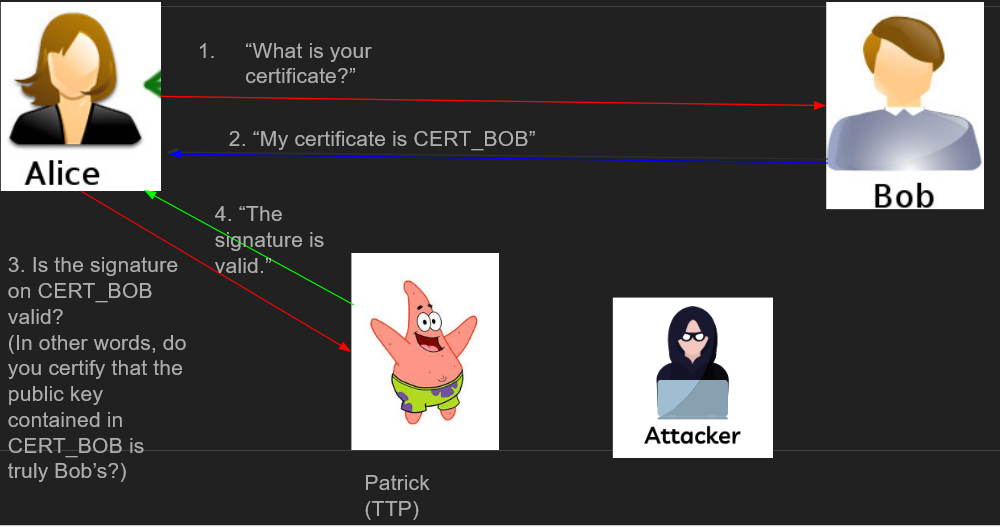 1. “What is your
certificate?”
2. “My certificate is CERT_BOB”
Alice
Bob
4. “The
signature is
valid.”
3. Is the signature
on CERT_BOB
valid?
(In other words, do
you certify that the
public key
contained in
CERT_BOB is
truly Bob’s?)
Attacker
Patrick
(TTP)